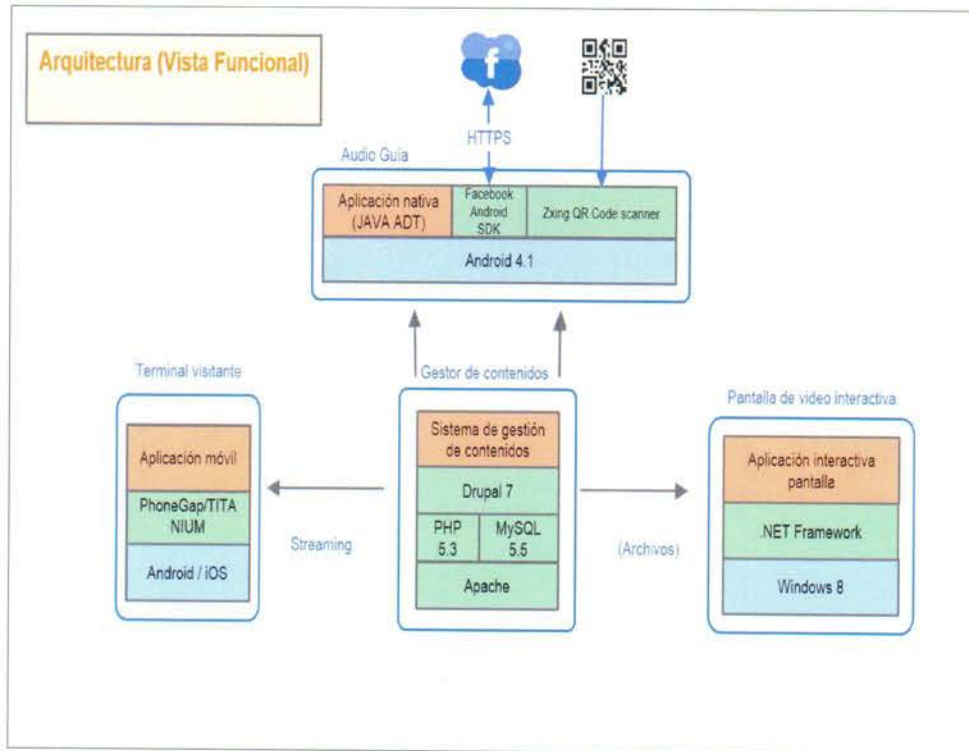 Arquitectura (Vista Funcional)
f
HTTPS
Audio Guía
Aplicación nativa
(JAVA ADT)
Facebook
Android
SDK
Zxing QR Code scanner
Android 4.1
Terminal visitante
Aplicación móvil
PhoneGap/TITA
NIUM
Android / iOS
Streaming
Gestor de contenidos
Sistema de gestión
de contenidos
Drupal 7
PHP
5.3
MySQL
5.5
Apache
(Archivos)
Pantalla de video interactiva
Aplicación interactiva
pantalla
.NET Framework
Windows 8